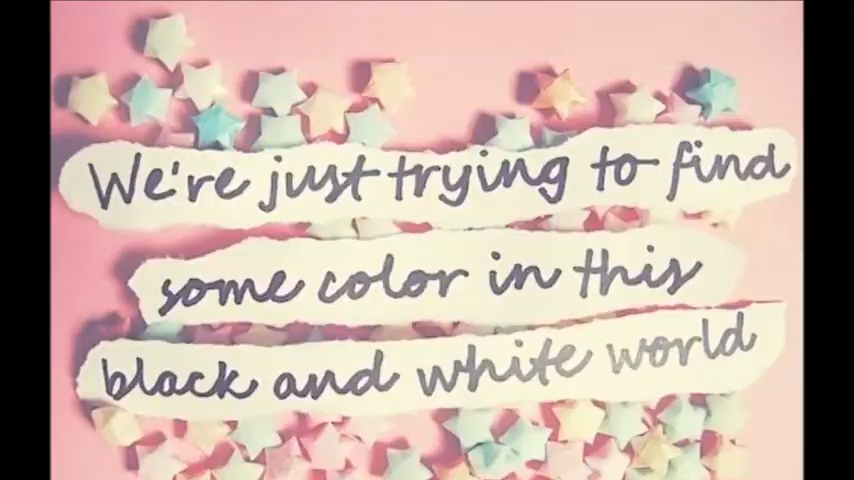 We're just trying to find
some color in this
black and white world